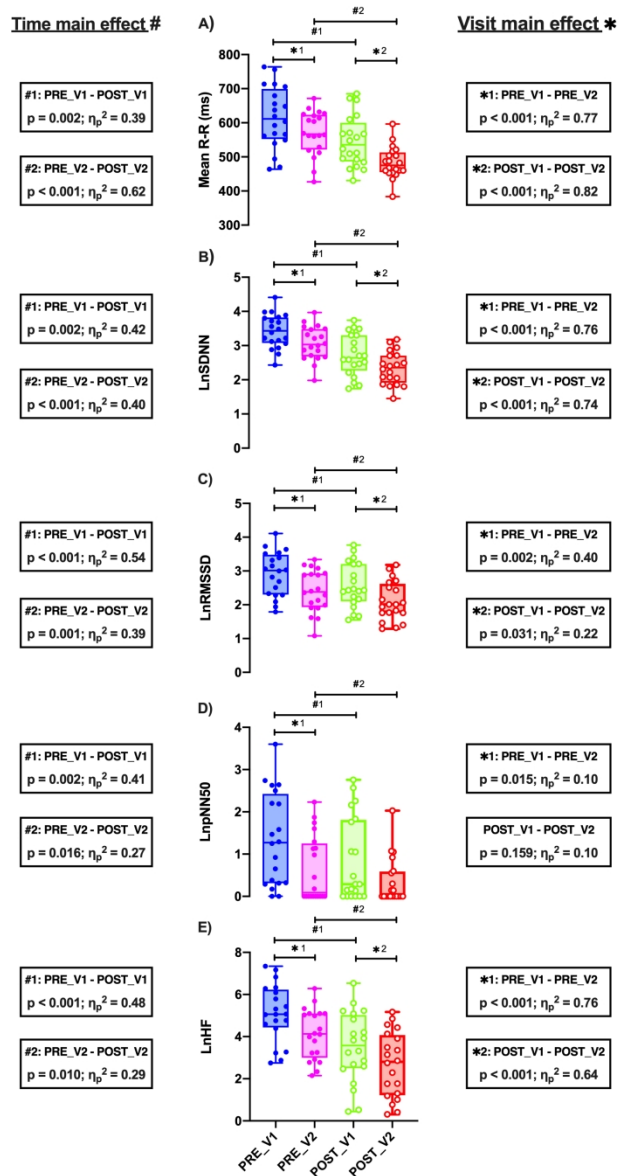 Time main effect #
Visit main effect *
A)
#2
#1
*1
*2
Mean R-R (ms)
800
700
600
500
400
300
#1: PRE_V1 - POST_V1
p = 0.002; ηp² = 0.39
#2: PRE_V2 - POST_V2
p < 0.001; ηp² = 0.62
*1: PRE_V1 - PRE_V2
p < .001; ηp² = 0.77
*2: POST_V1 - POST_V2
p < .001; ηp² = 0.82
B)
#2
#1
*1
*2
LnSDNN
5
4
3
2
1
0
#1: PRE_V1 - POST_V1
p = 0.002; ηp² = 0.42
#2: PRE_V2 - POST_V2
p < 0.001; ηp² = 0.40
*1: PRE_V1 - PRE_V2
p < .001; ηp² = 0.76
*2: POST_V1 - POST_V2
p < .001; ηp² = 0.74
C)
#2
#1
*1
*2
LnRMSSD
5
4
3
2
1
0
#1: PRE_V1 - POST_V1
p < .001; ηp² = 0.54
#2: PRE_V2 - POST_V2
p = 0.001; ηp² = 0.39
*1: PRE_V1 - PRE_V2
p = 0.002; ηp² = 0.40
*2: POST_V1 - POST_V2
p = 0.031; ηp² = 0.22
D)
#2
#1
*1
LnpNN50
4
3
2
1
0
#1: PRE_V1 - POST_V1
p = 0.002; ηp² = 0.41
#2: PRE_V2 - POST_V2
p = 0.016; ηp² = 0.27
*1: PRE_V1 - PRE_V2
p = 0.015; ηp² = 0.10
POST_V1 - POST_V2
p = 0.159; ηp² = 0.10
E)
#2
#1
*1
*2
LnHF
8
6
4
2
0
#1: PRE_V1 - POST_V1
p < .001; ηp² = 0.48
#2: PRE_V2 - POST_V2
p = 0.010; ηp² = 0.29
*1: PRE_V1 - PRE_V2
p < .001; ηp² = 0.76
*2: POST_V1 - POST_V2
p < .001; ηp² = 0.64
PRE_V1
PRE_V2
POST_V1
POST_V2